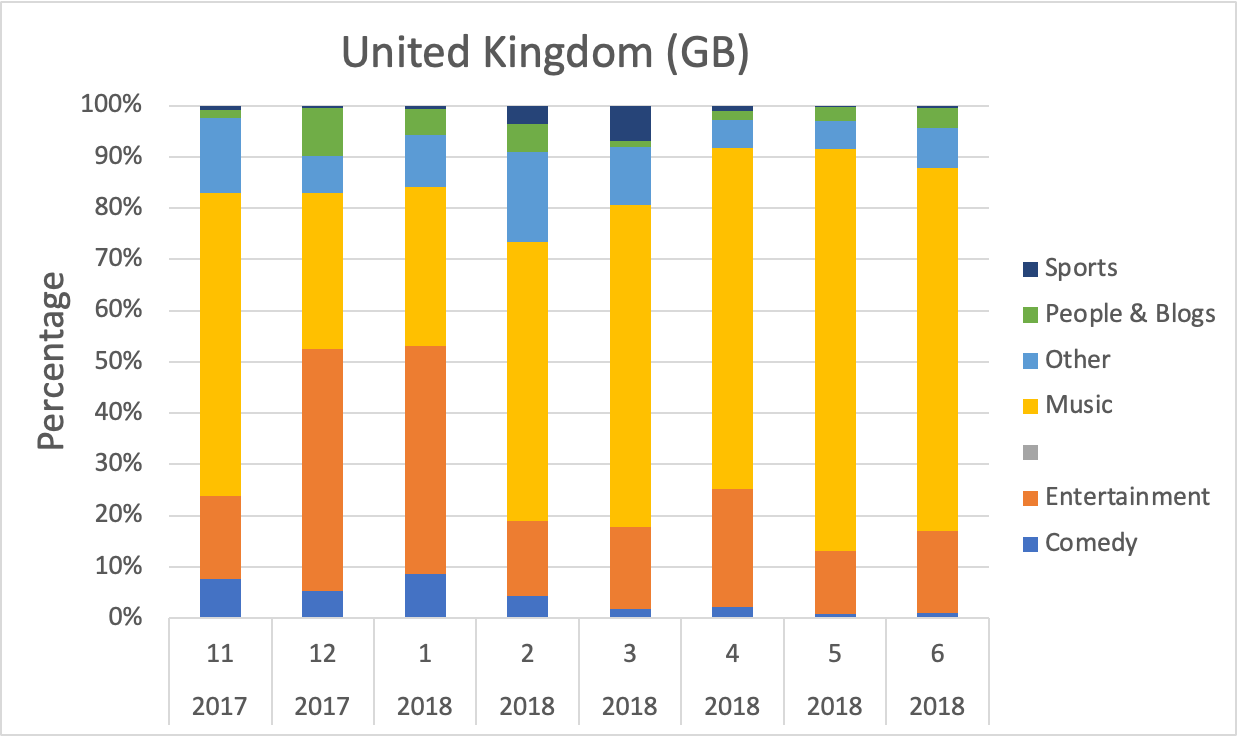 United Kingdom (GB)
Percentage
100%
90%
80%
70%
60%
50%
40%
30%
20%
10%
0%
11 12 1 2 3 4 5 6
2017 2017 2018 2018 2018 2018 2018 2018
Sports
People & Blogs
Other
Music
Entertainment
Comedy